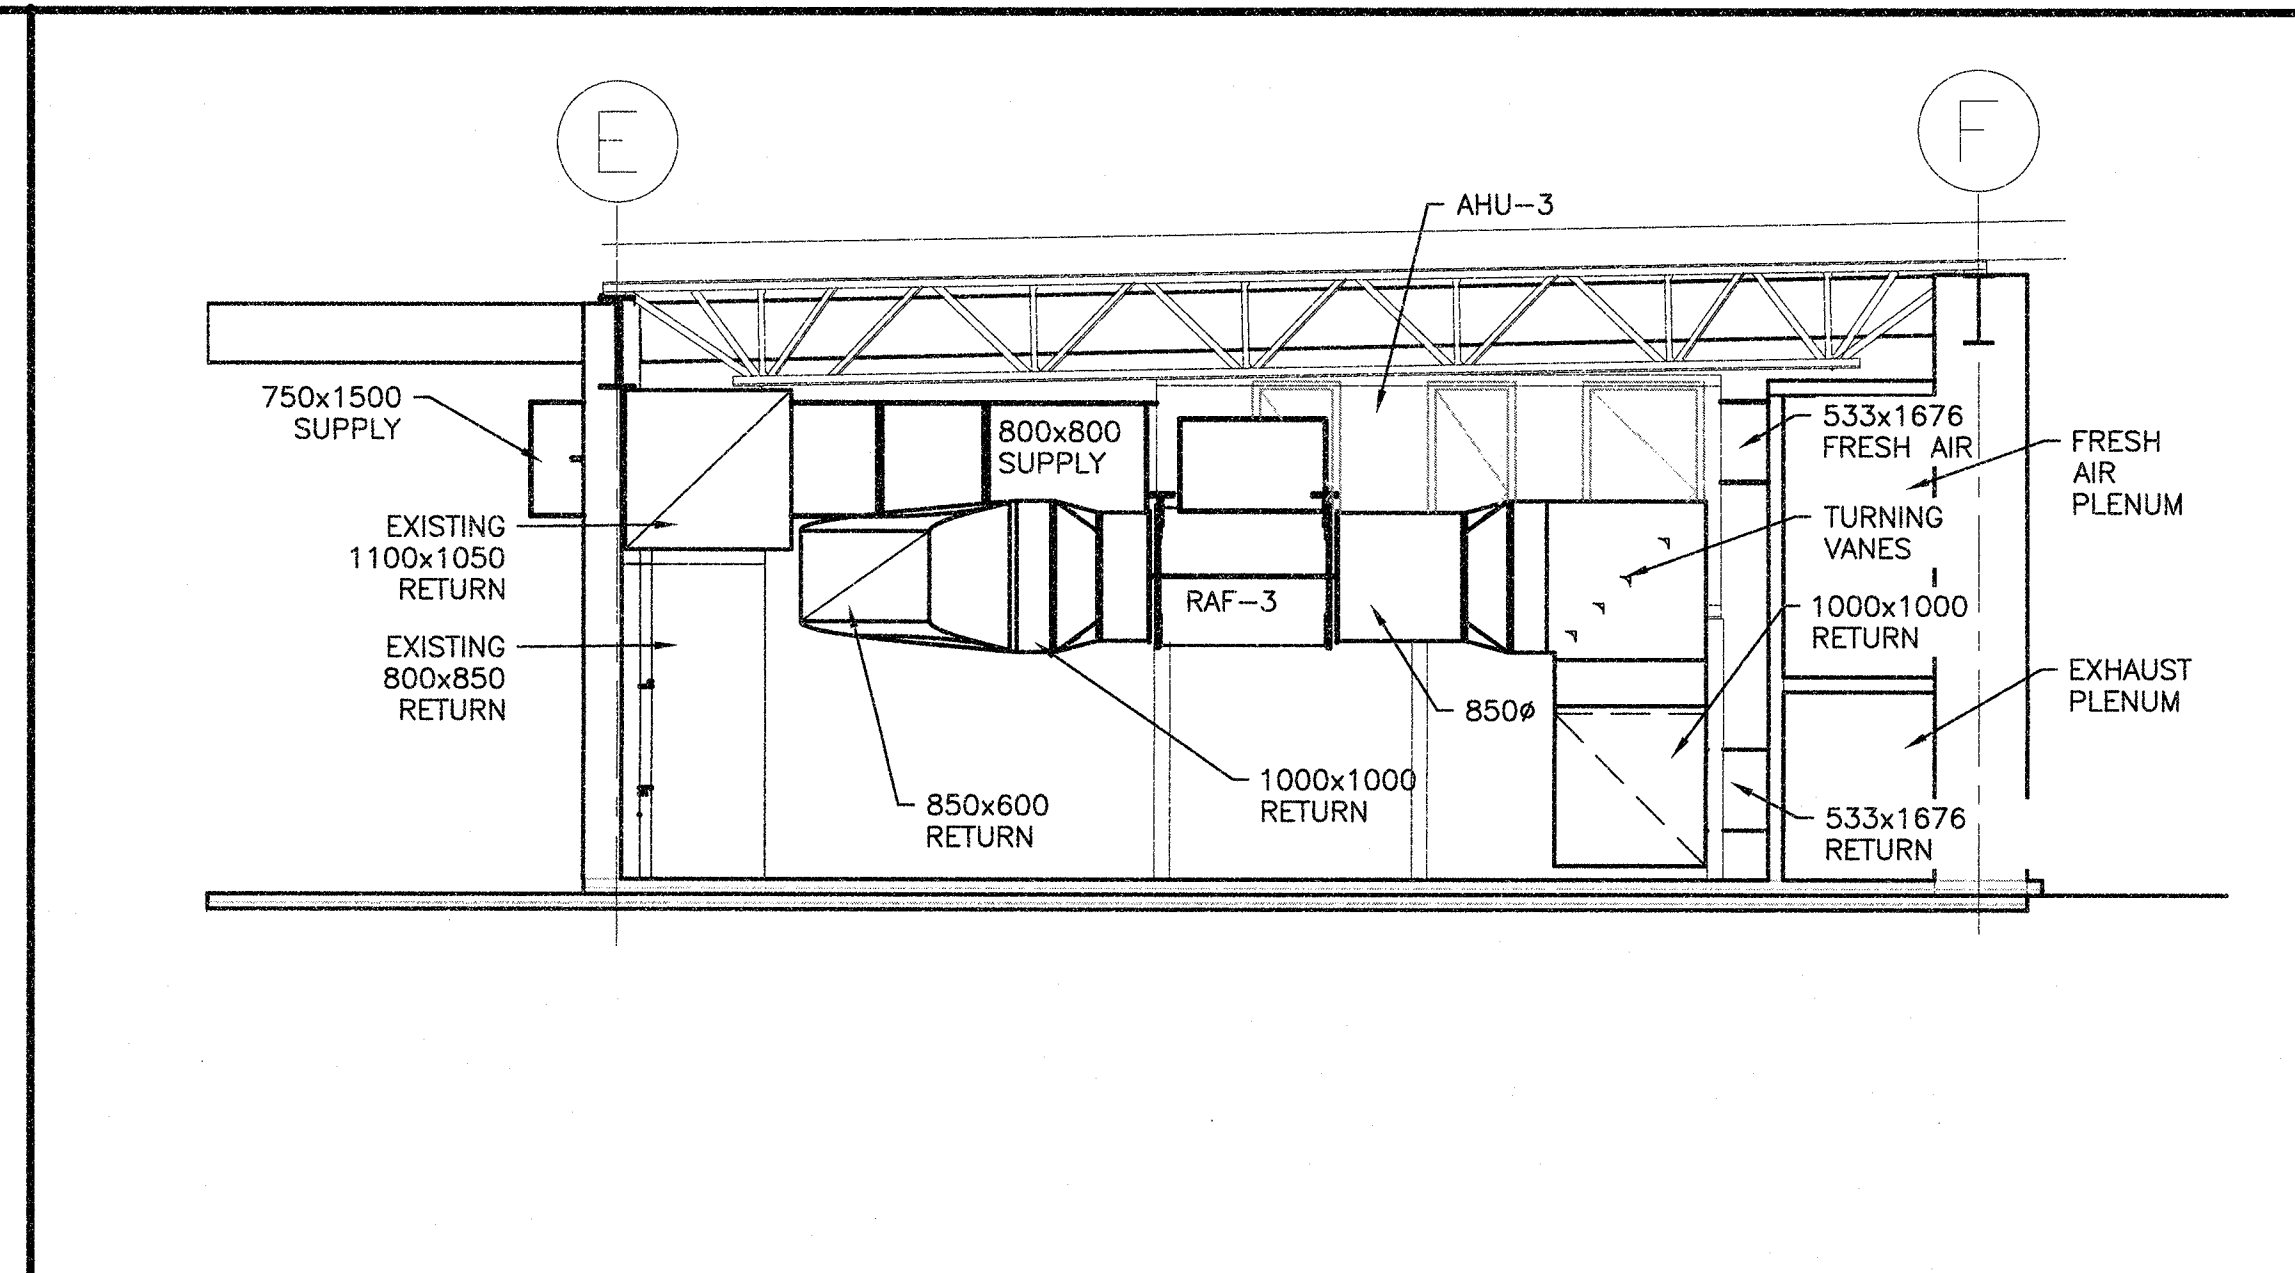 E
F
AHU-3
750x1500
SUPPLY
800x800
SUPPLY
533x1676
FRESH AIR
FRESH
AIR
PLENUM
EXISTING
1100x1050
RETURN
TURNING
VANES
RAF-3
1000x1000
RETURN
EXISTING
800x850
RETURN
EXHAUST
PLENUM
850ø
1000x1000
RETURN
850x600
RETURN
533x1676
RETURN